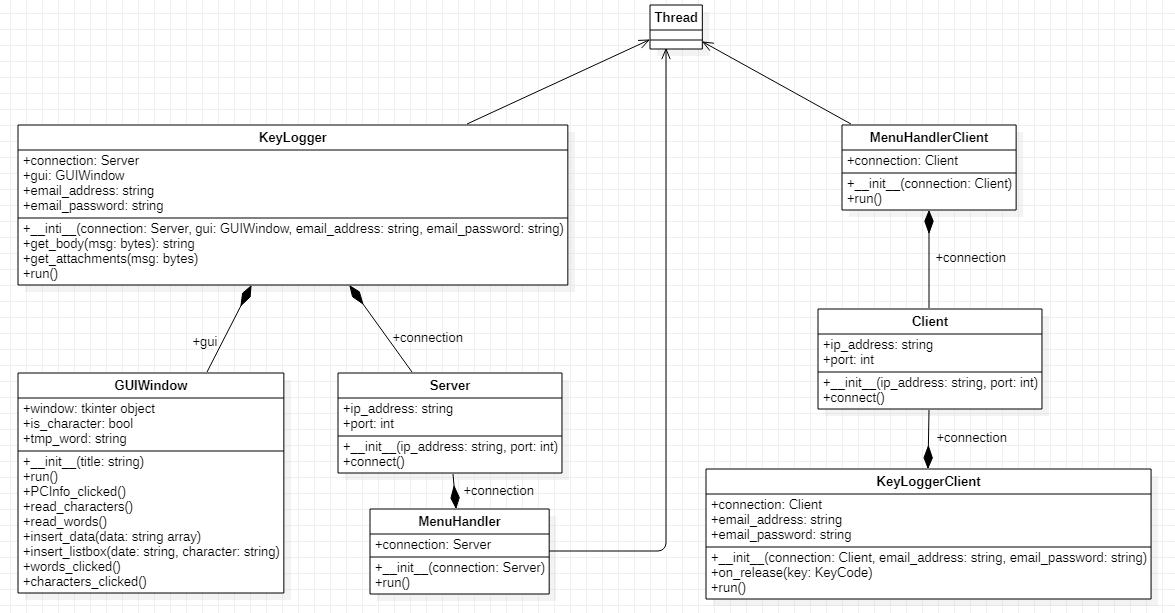 Thread
KeyLogger
+connection: Server
+gui: GUIWindow
+email_address: string
+email_password: string
+__inti__(connection: Server, gui: GUIWindow, email_address: string, email_password: string)
+get_body(msg: bytes): string
+get_attachments(msg: bytes)
+run()
MenuHandlerClient
+connection: Client
+__init__(connection: Client)
+run()
+connection
+gui
+connection
Client
+ip_address: string
+port: int
+__init__(ip_address: string, port: int)
+connect()
GUIWindow
+window: tkinter object
+is_character: bool
+tmp_word: string
+__init__(title: string)
+run()
+PCInfo_clicked()
+read_characters()
+read_words()
+insert_data(data: string array)
+insert_listbox(date: string, character: string)
+words_clicked()
+characters_clicked()
Server
+ip_address: string
+port: int
+__init__(ip_address: string, port: int)
+connect()
+connection
MenuHandler
+connection: Server
+__init__(connection: Server)
+run()
+connection
KeyLoggerClient
+connection: Client
+email_address: string
+email_password: string
+__init__(connection: Client, email_address: string, email_password: string)
+on_release(key: KeyCode)
+run()